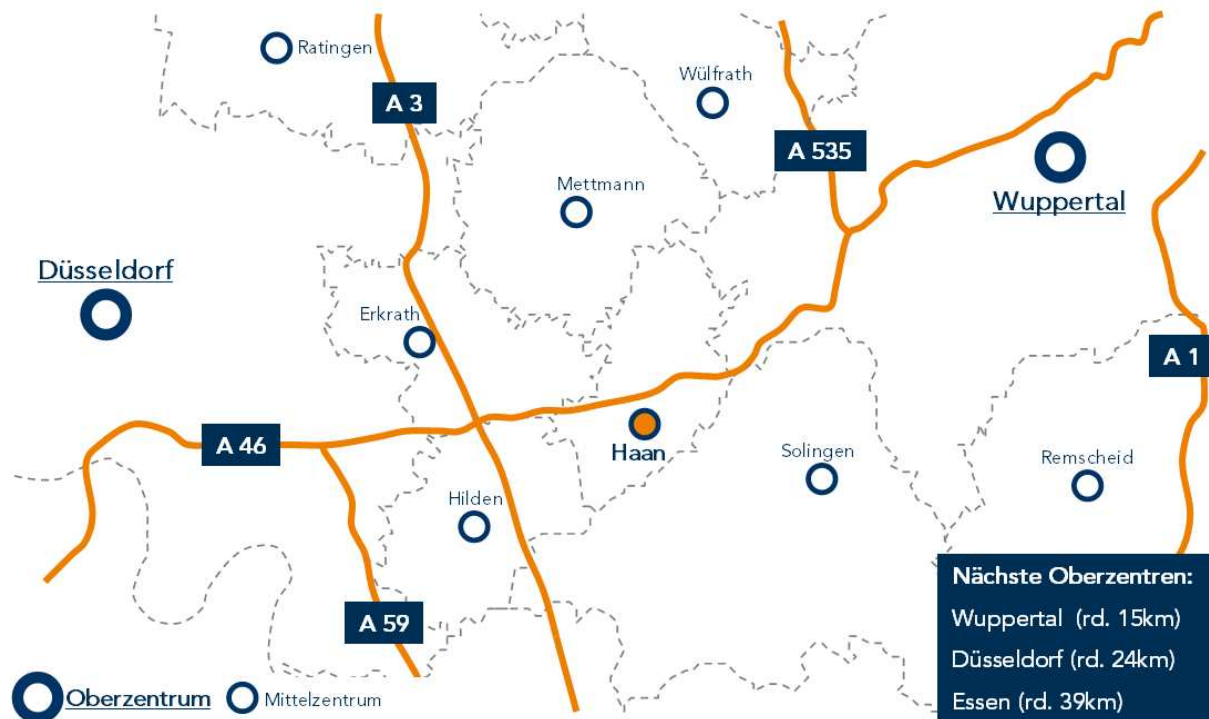 Ratingen
A 3
Wülfrath
A 535
Mettmann
Wuppertal
Düsseldorf
Erkrath
A 1
A 46
Haan
Solingen
Remscheid
Hilden
A 59
Nächste Oberzentren:
Wuppertal (rd. 15km)
Düsseldorf (rd. 24km)
Essen (rd. 39km)
Oberzentrum
Mittelzentrum